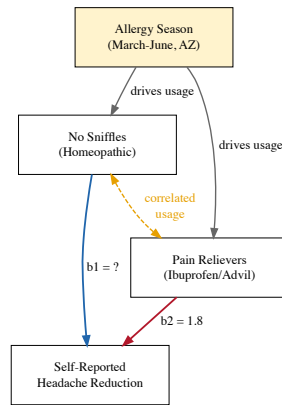 Allergy Season
(March-June, AZ)
drives usage
No Sniffles
(Homeopathic)
drives usage
correlated
usage
Pain Relievers
(Ibuprofen/Advil)
b1 = ?
b2 = 1.8
Self-Reported
Headache Reduction